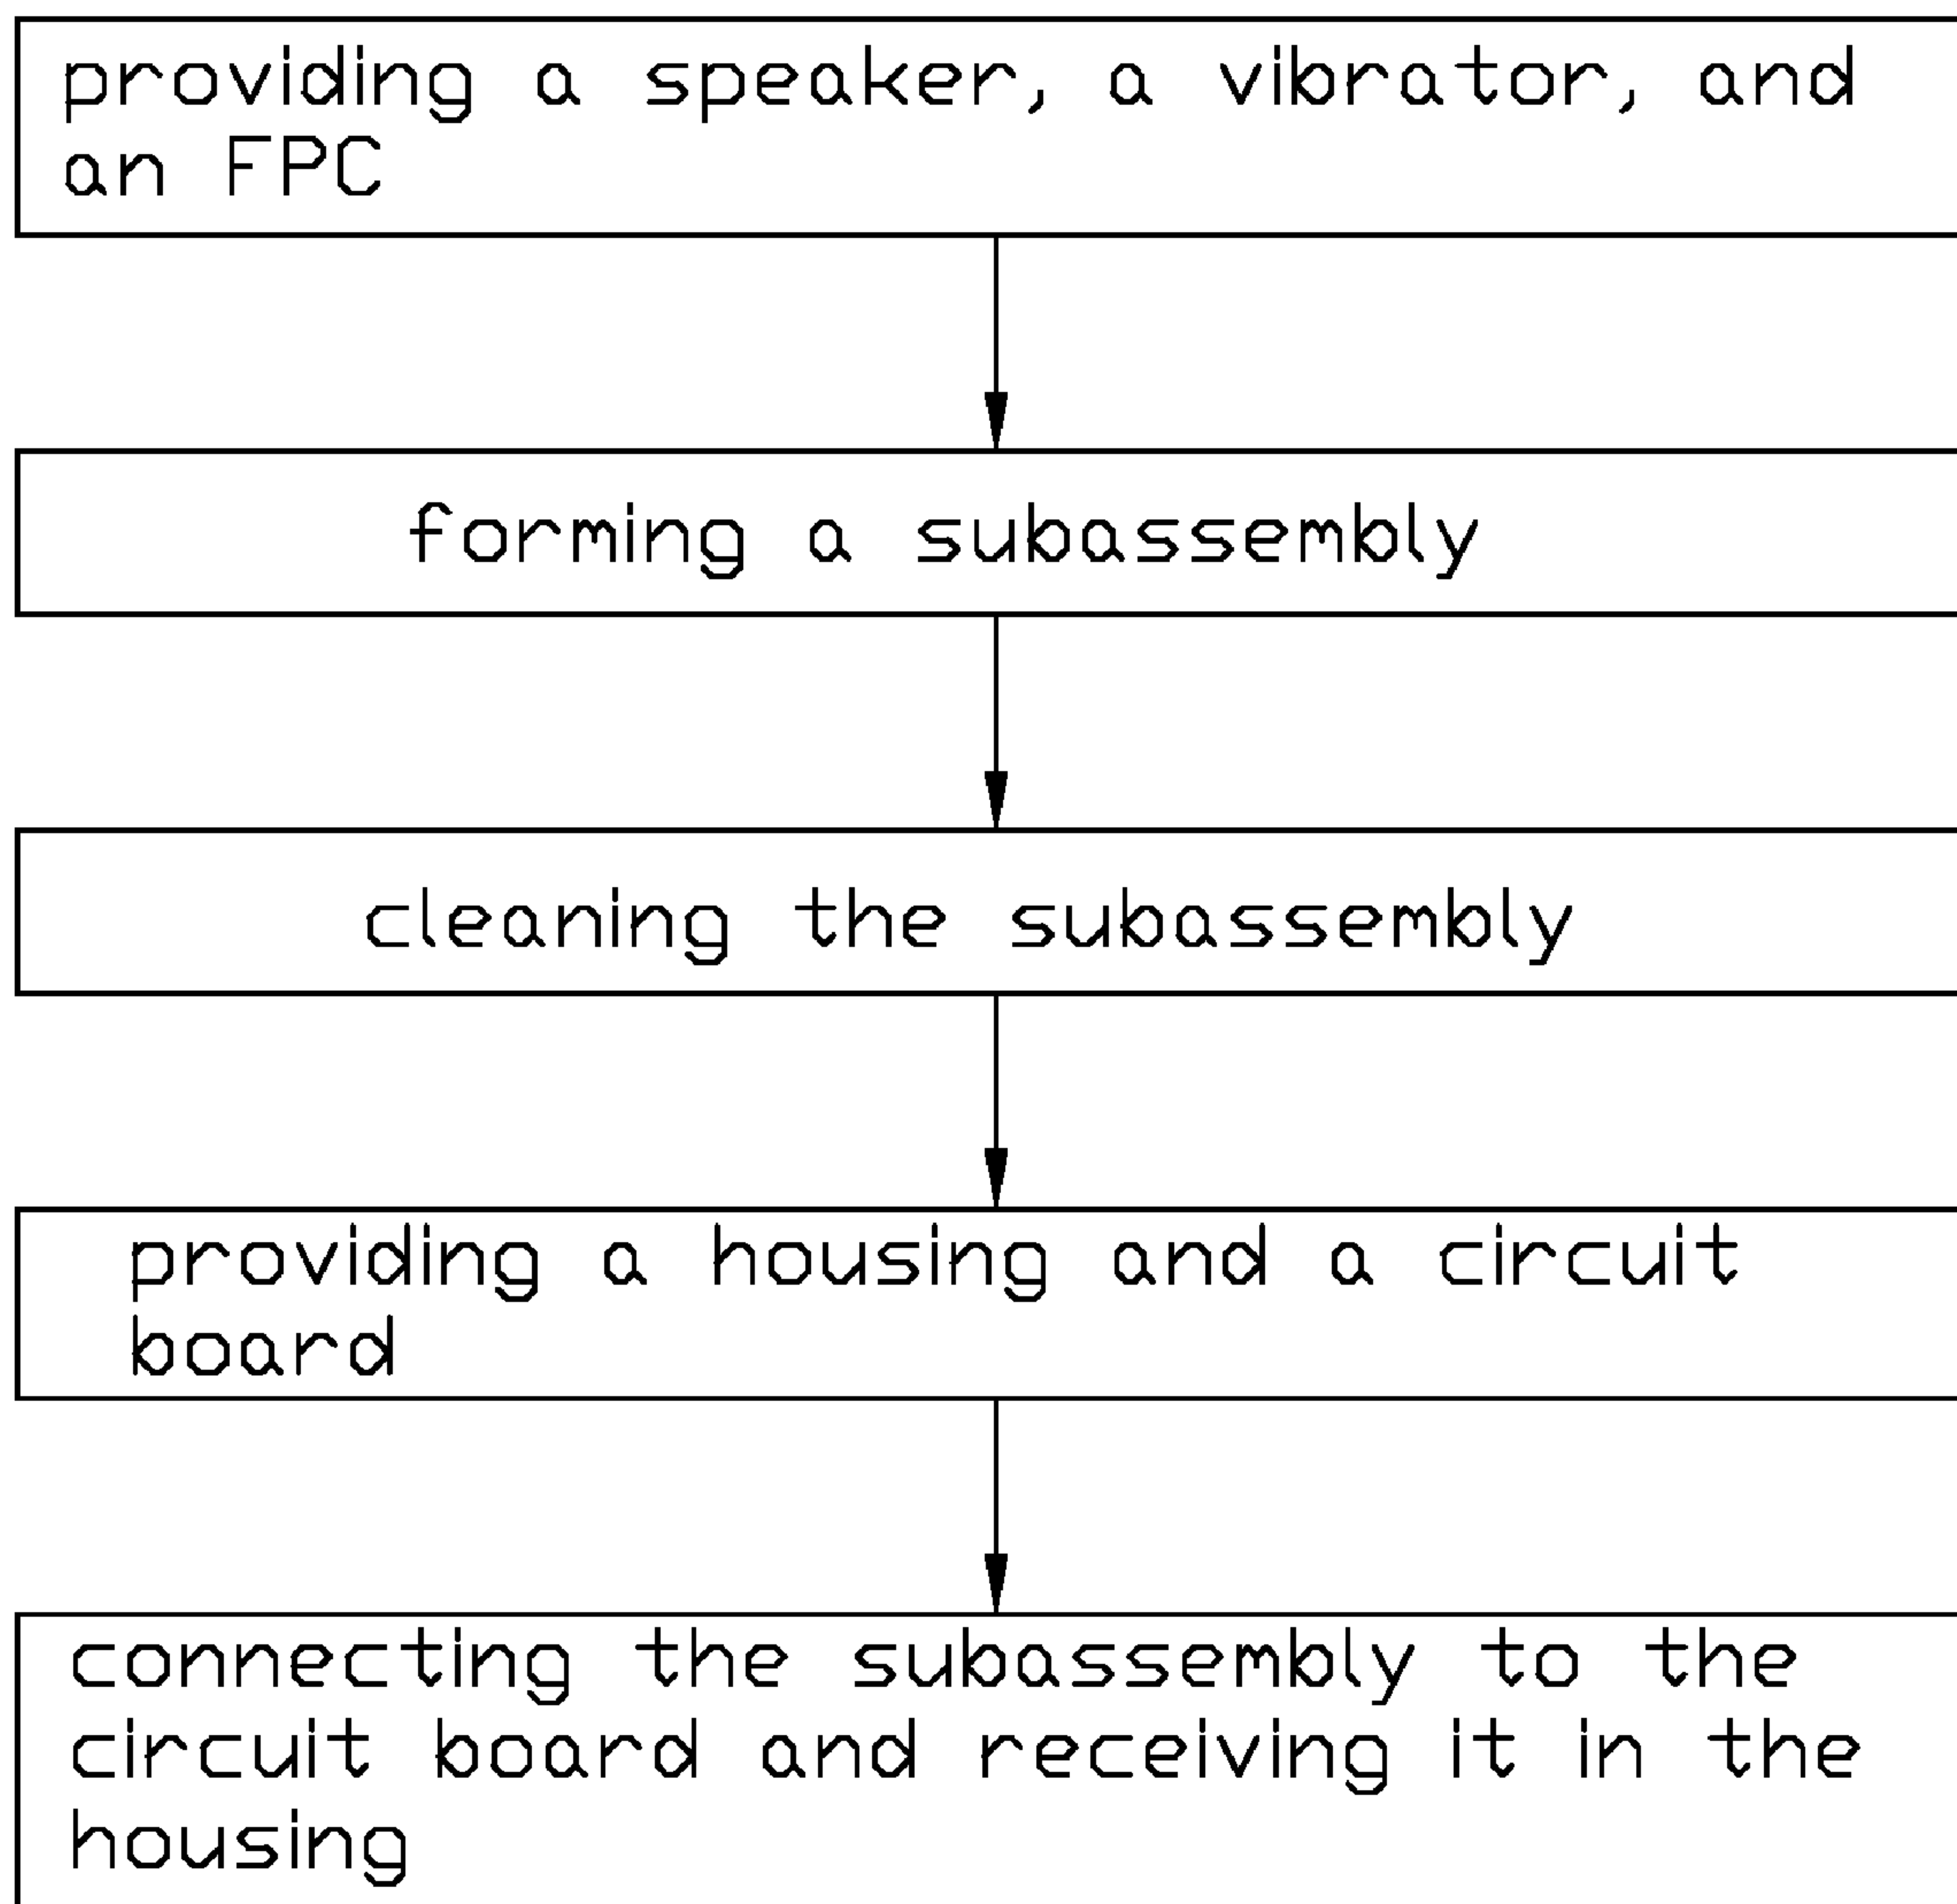 providing a speaker, a vibrator, and
an FPC
forming a subassembly
cleaning the subassembly
providing a housing and a circuit
board
connecting the subassembly to the
circuit board and receiving it in the
housing